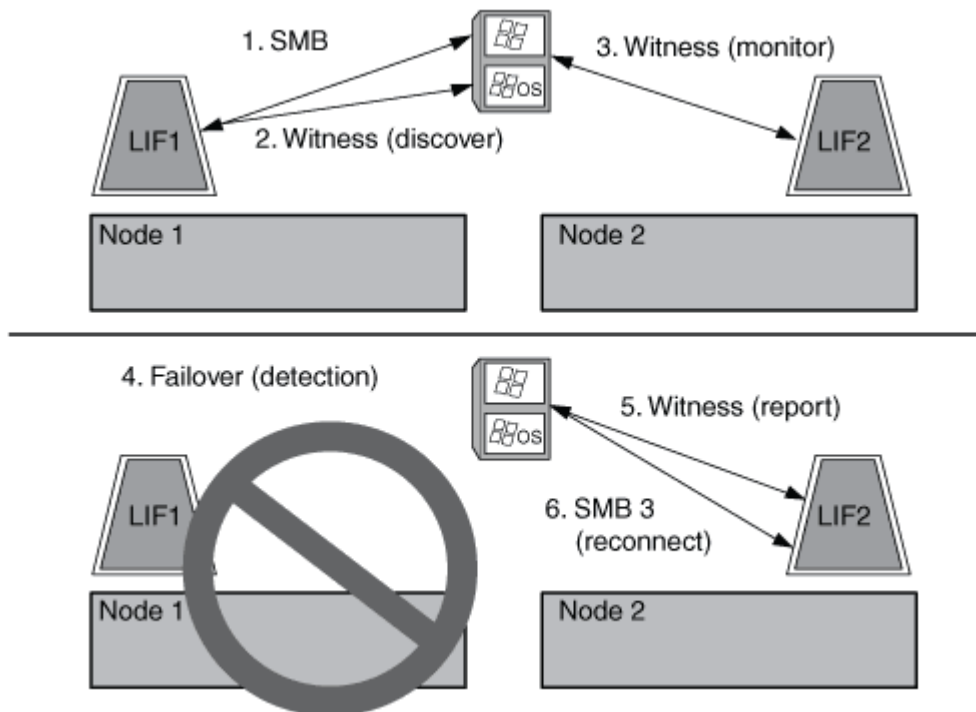 1. SMB
3. Witness (monitor)
OS
LIF1
2. Witness (discover)
LIF2
Node 1
Node 2
4. Failover (detection)
5. Witness (report)
OS
LIF1
6. SMB 3
(reconnect)
LIF2
Node 1
Node 2